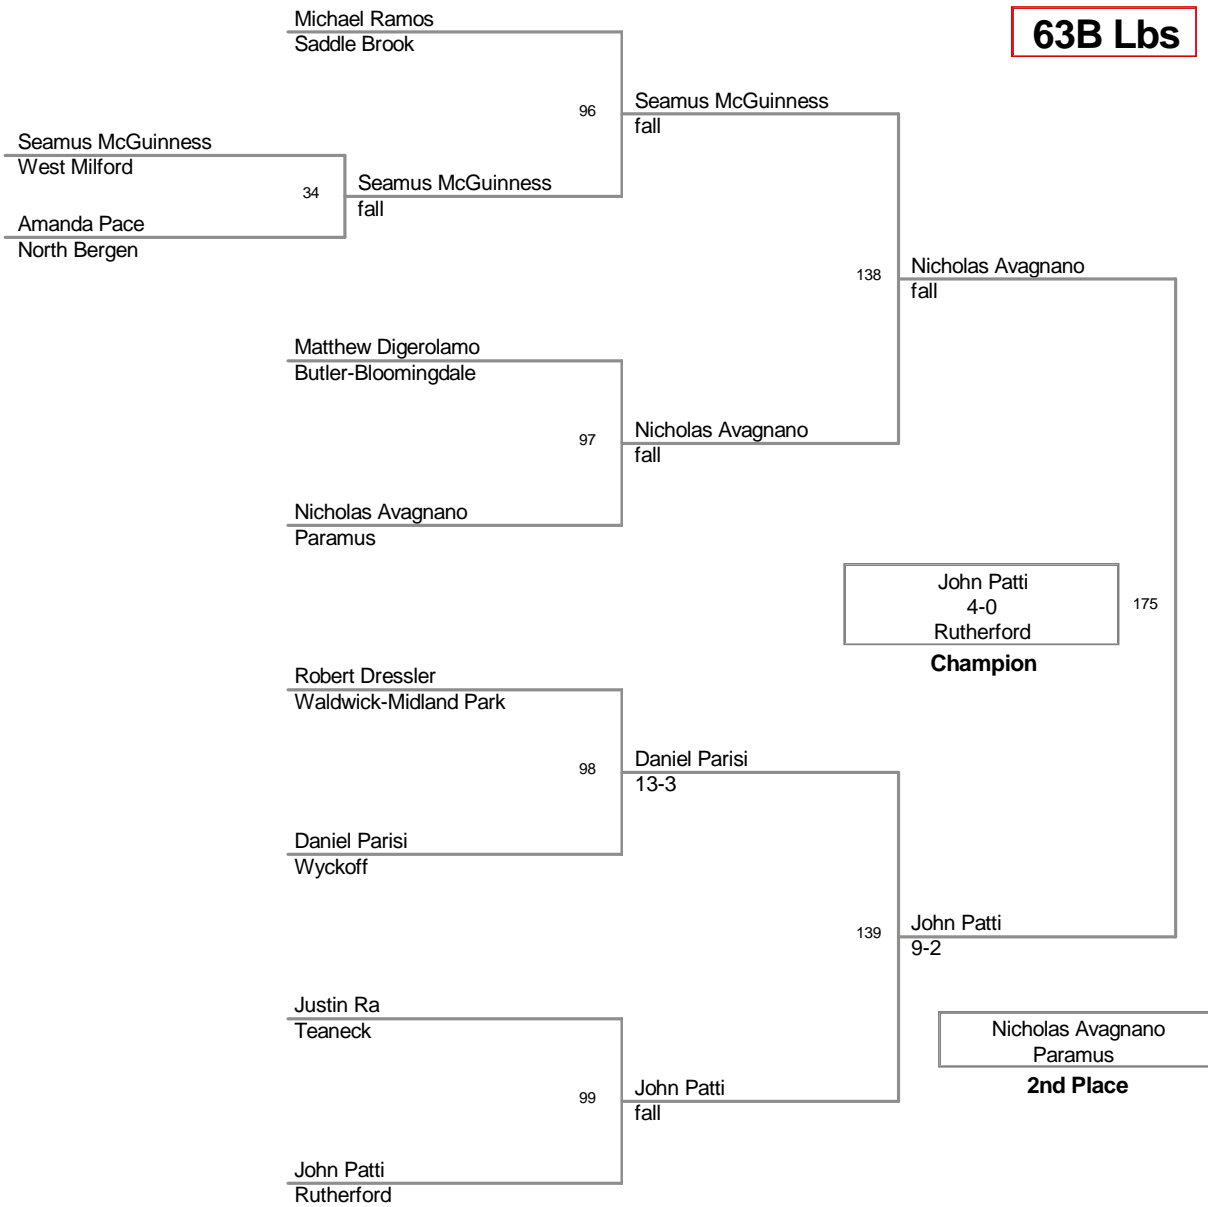 Michael Ramos
Saddle Brook
63B Lbs
96
Seamus McGuinness
fall
Seamus McGuinness
West Milford
34
Seamus McGuinness
fall
Amanda Pace
North Bergen
138
Nicholas Avagnano
fall
Matthew Digerolamo
Butler-Bloomingdale
97
Nicholas Avagnano
fall
Nicholas Avagnano
Paramus
John Patti
4-0
Rutherford
175
Champion
Robert Dressler
Waldwick-Midland Park
98
Daniel Parisi
13-3
Daniel Parisi
Wyckoff
139
John Patti
9-2
Justin Ra
Teaneck
Nicholas Avagnano
Paramus
2nd Place
99
John Patti
fall
John Patti
Rutherford